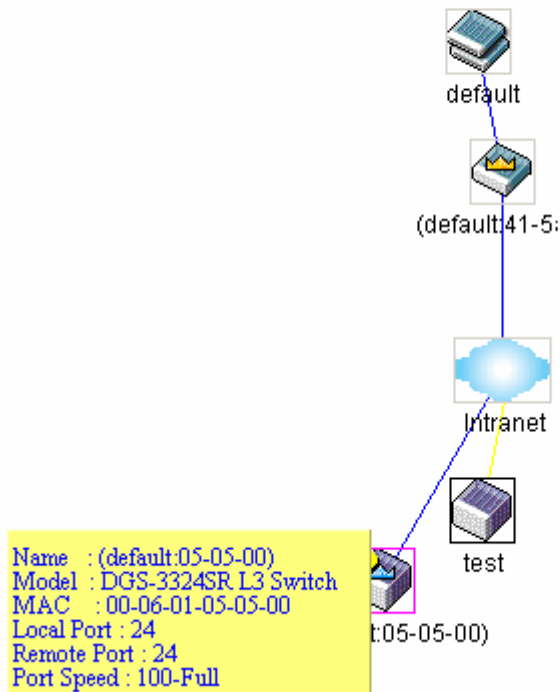 default
(default:41-5
Intranet
test
Name : (default:05-05-00)
Model : DGS-3324SR L3 Switch
MAC : 00-06-01-05-05-00
Local Port : 24
Remote Port : 24
Port Speed : 100-Full
t:05-05-00)